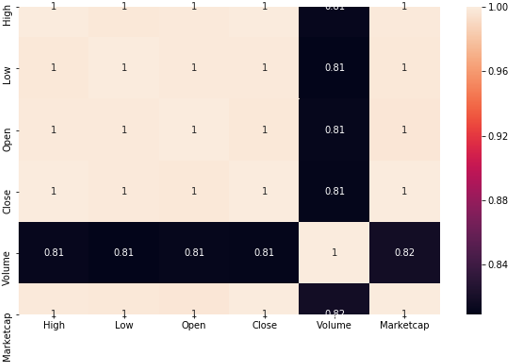 High 1 1 1 1 0.81 1 1.00
Low 1 1 1 1 0.81 1 0.96
Open 1 1 1 1 0.81 1 0.92
Close 1 1 1 1 0.81 1 0.88
Volume 0.81 0.81 0.81 0.81 1 0.82 0.84
Marketcap 1 1 1 1 0.82 1
High Low Open Close Volume Marketcap